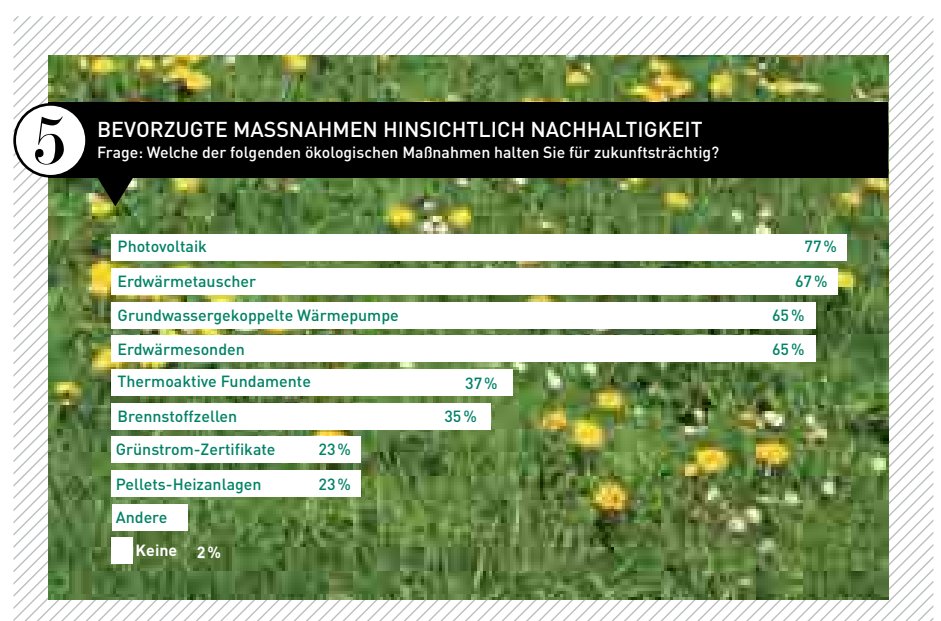 5
BEVORZUGTE MASSNAHMEN HINSICHTLICH NACHHALTIGKEIT
Frage: Welche der folgenden ökologischen Maßnahmen halten Sie für zukunftsträchtig?
Photovoltaik 77 %
Erdwärmetauscher 67 %
Grundwassergekoppelte Wärmepumpe 65 %
Erdwärmesonden 65 %
Thermoaktive Fundamente 37 %
Brennstoffzellen 35 %
Grünstrom-Zertifikate 23 %
Pellets-Heizanlagen 23 %
Andere
Keine 2 %